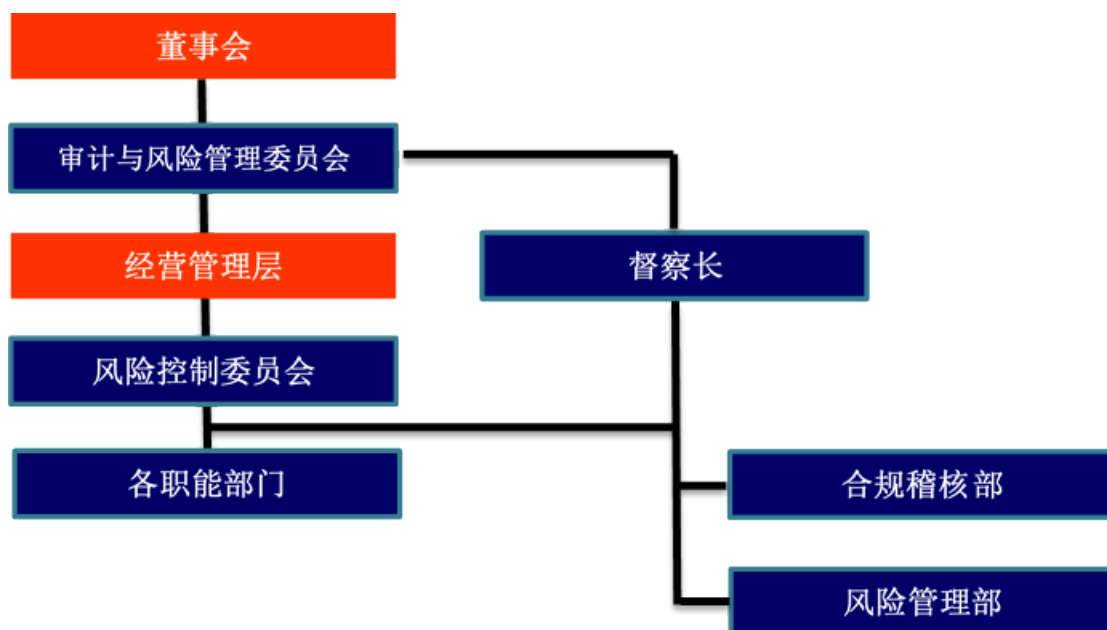 董事会
审计与风险管理委员会
经营管理层
督察长
风险控制委员会
各职能部门
合规稽核部
风险管理部